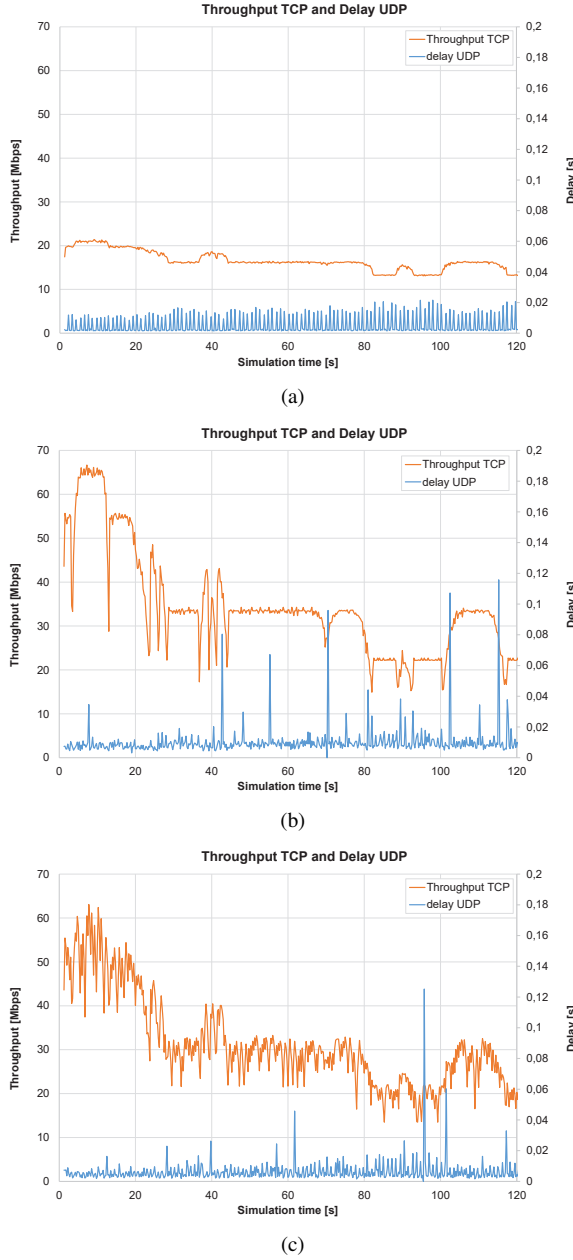 Throughput TCP and Delay UDP
70 0,2
Throughput TCP
delay UDP
0,18
60
0,16
50
0,14
0,12
40
0,1
30
0,08
20
0,06
0,04
10
0,02
0 0
0 20 40 60 80 100 120
Throughput [Mbps]
Delay [s]
Simulation time [s]
(a)
Throughput TCP and Delay UDP
70 0,2
Throughput TCP
delay UDP
0,18
60
0,16
50
0,14
0,12
40
0,1
30
0,08
20
0,06
0,04
10
0,02
0 0
0 20 40 60 80 100 120
Throughput [Mbps]
Delay [s]
Simulation time [s]
(b)
Throughput TCP and Delay UDP
70 0,2
Throughput TCP
delay UDP
0,18
60
0,16
50
0,14
0,12
40
0,1
30
0,08
20
0,06
0,04
10
0,02
0 0
0 20 40 60 80 100 120
Throughput [Mbps]
Delay [s]
Simulation time [s]
(c)